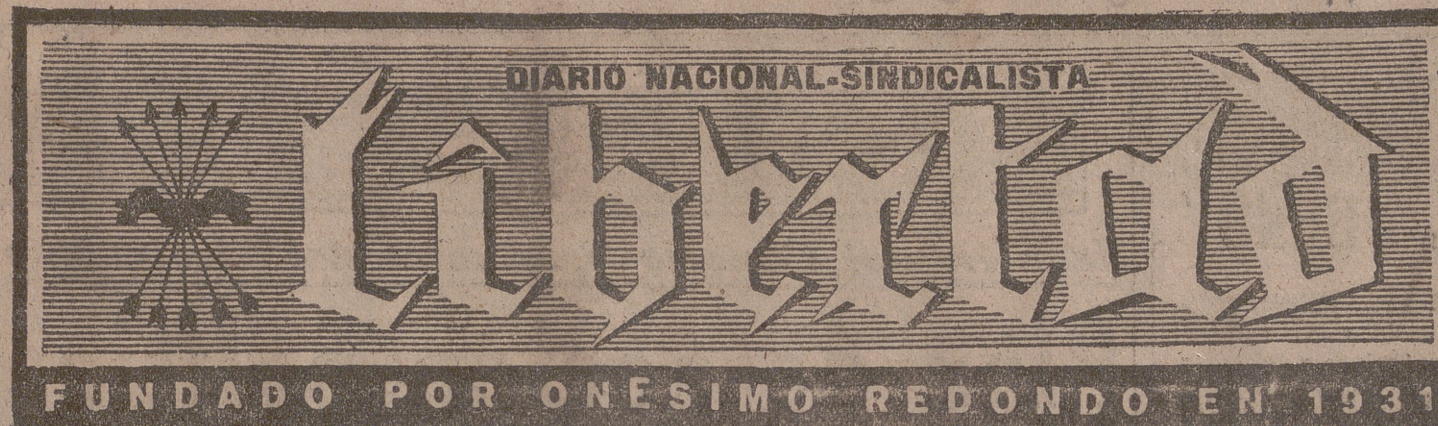 DIARIO NACIONAL-SINDICALISTA
Libertad
FUNDADO POR ONESIMO REDONDO EN 1931